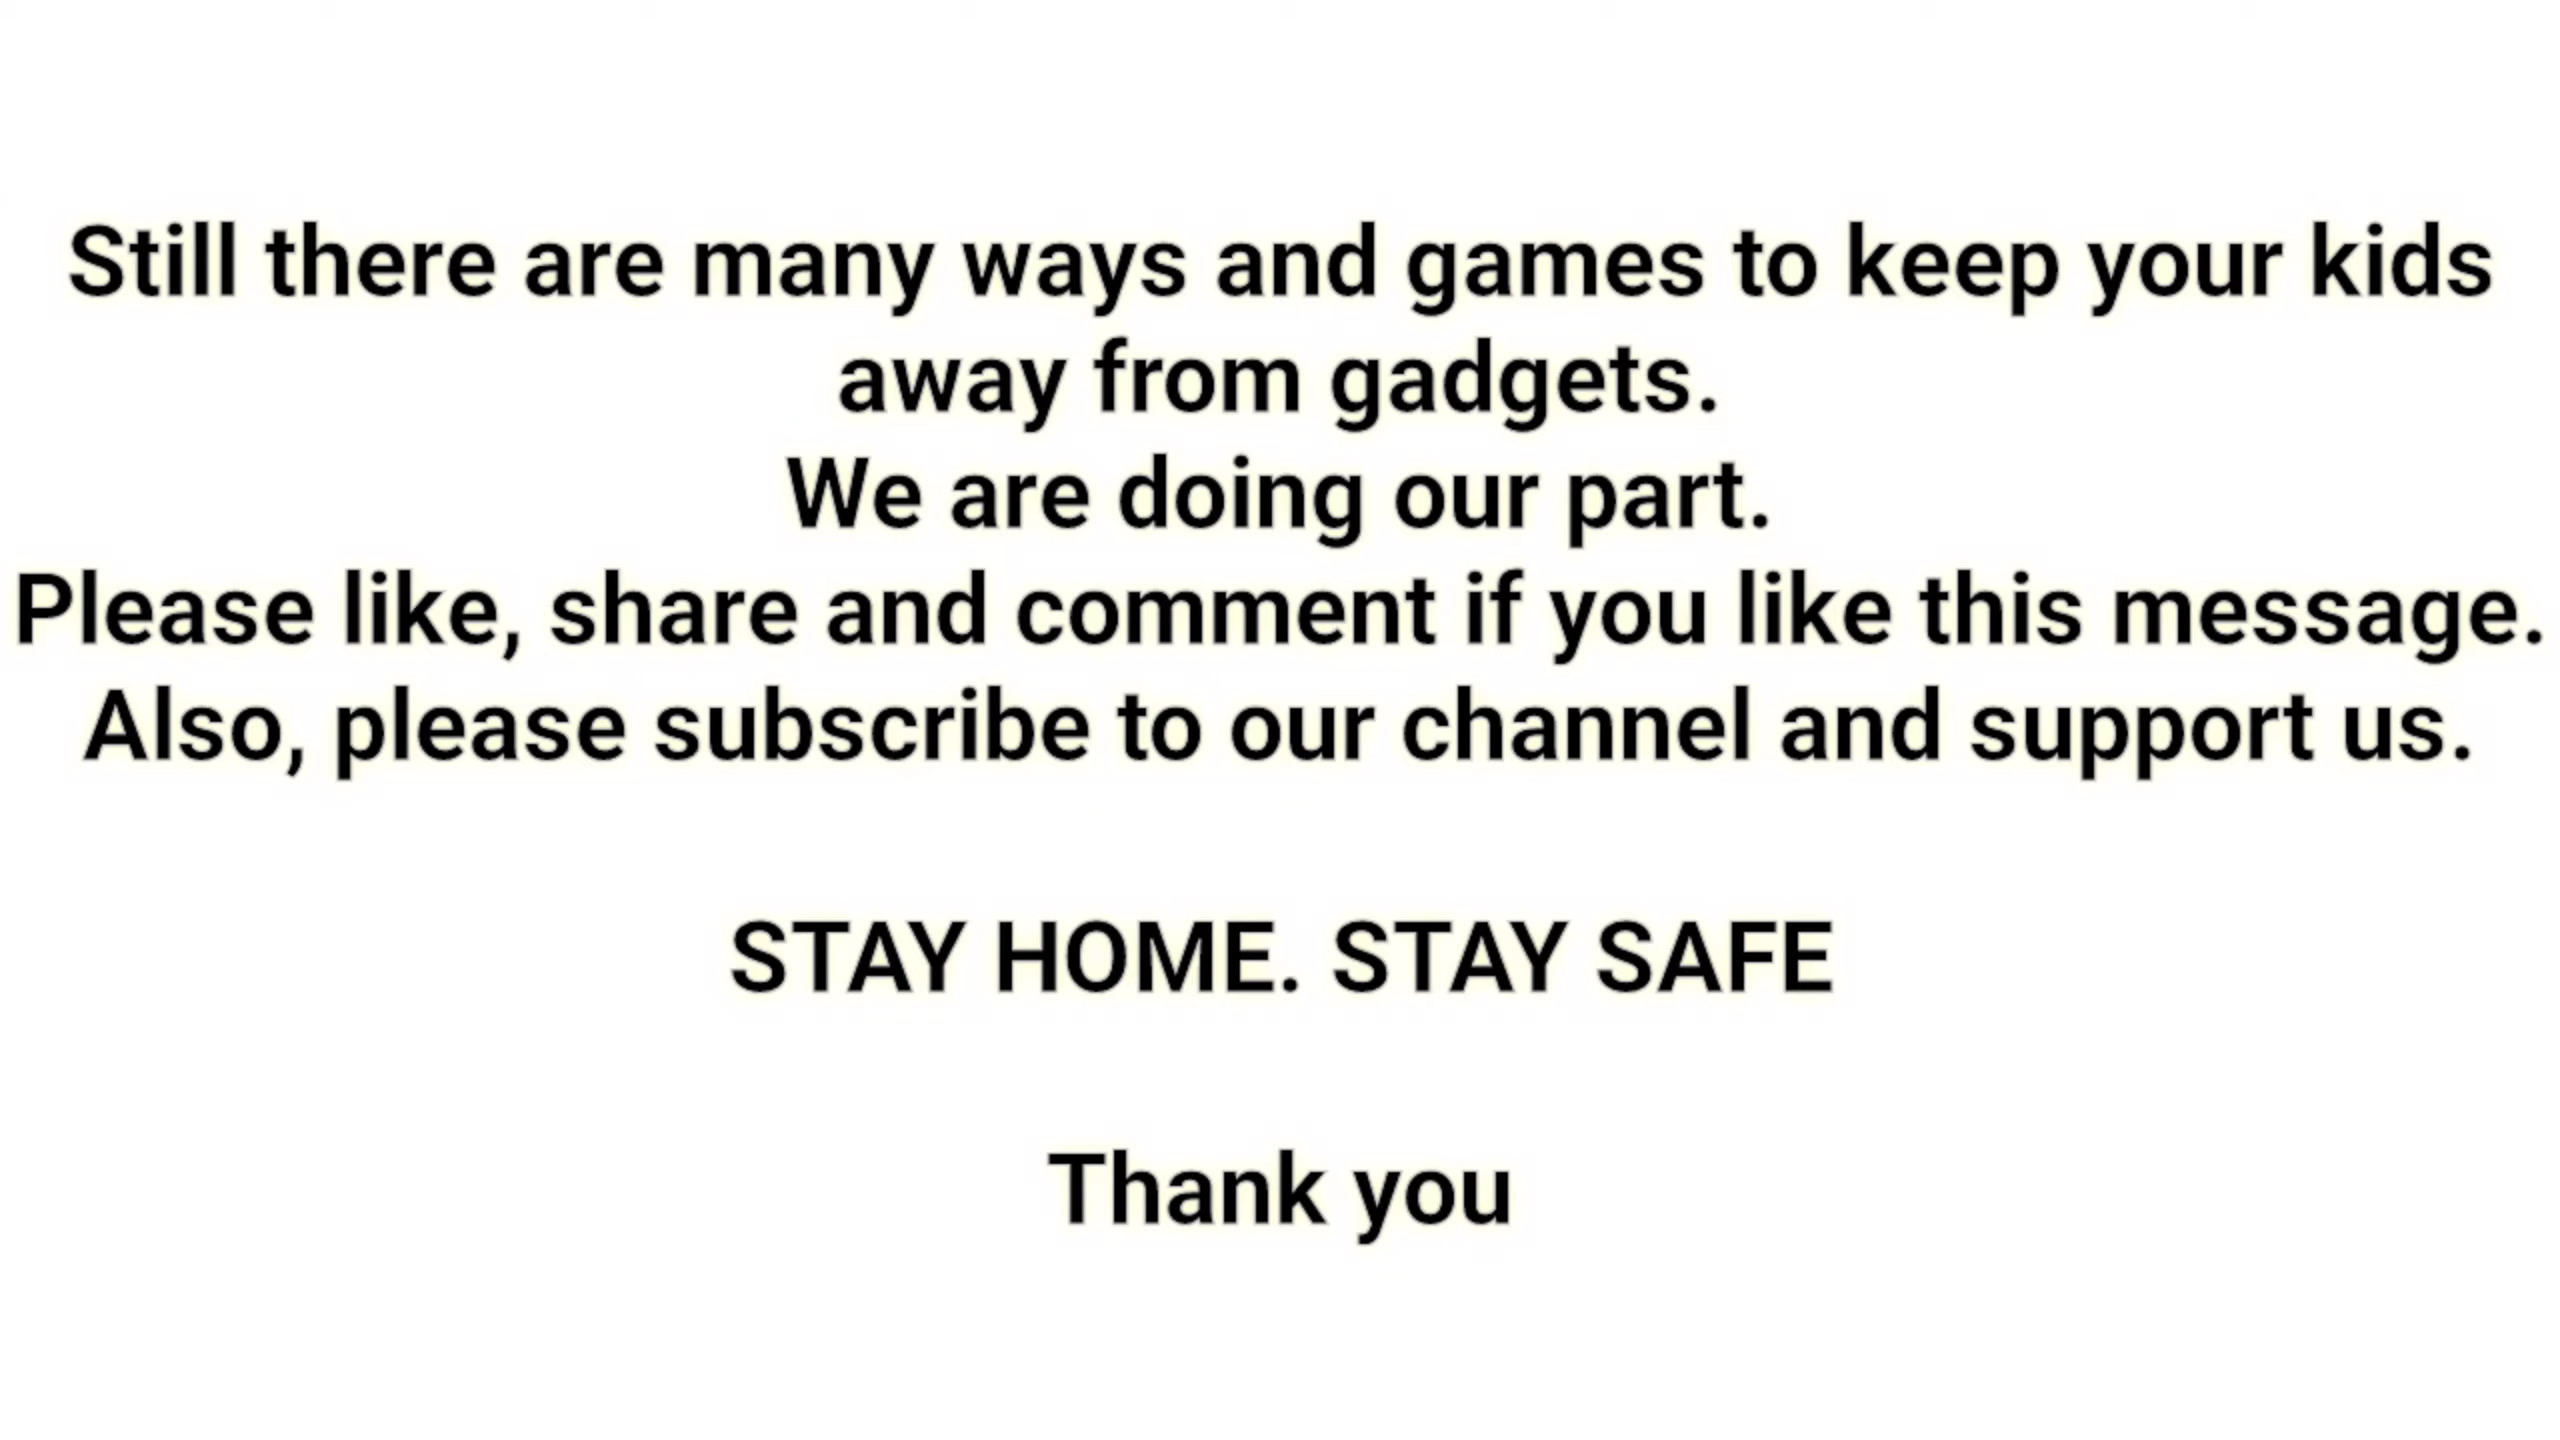 Still there are many ways and games to keep your kids
away from gadgets.
We are doing our part.
Please like, share and comment if you like this message.
Also, please subscribe to our channel and support us.
STAY HOME. STAY SAFE
Thank you